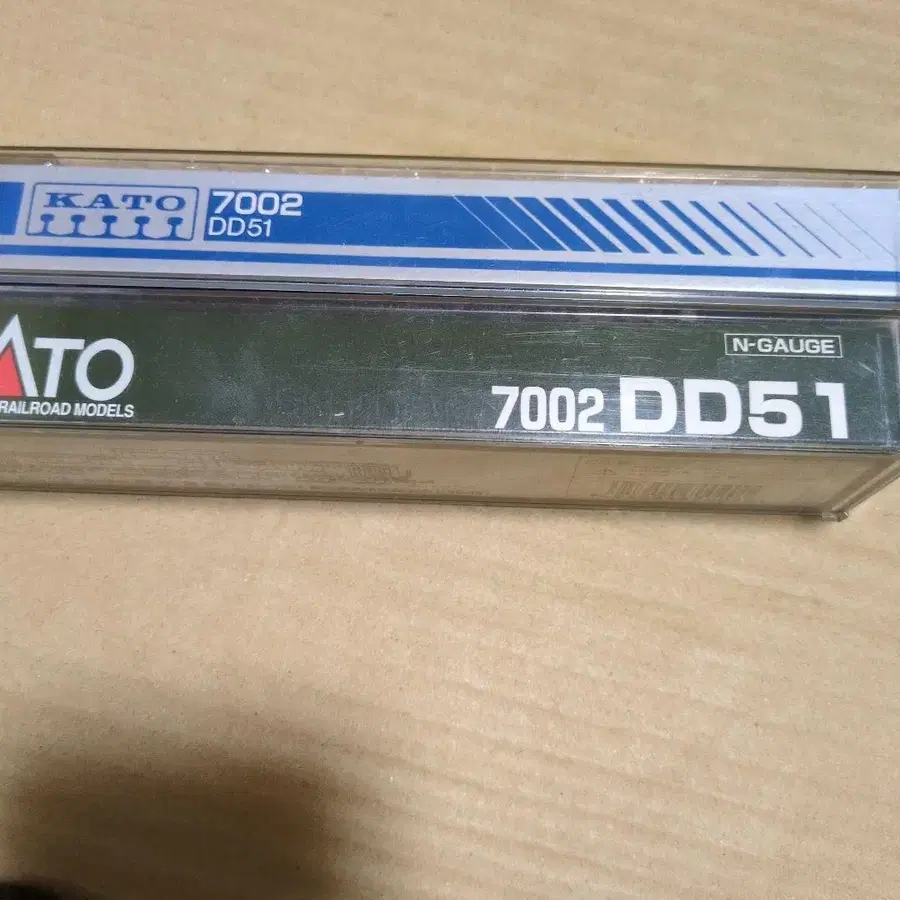 KATO
7002
DD51
ATO
RAILROAD MODELS
N-GAUGE
7002 DD51